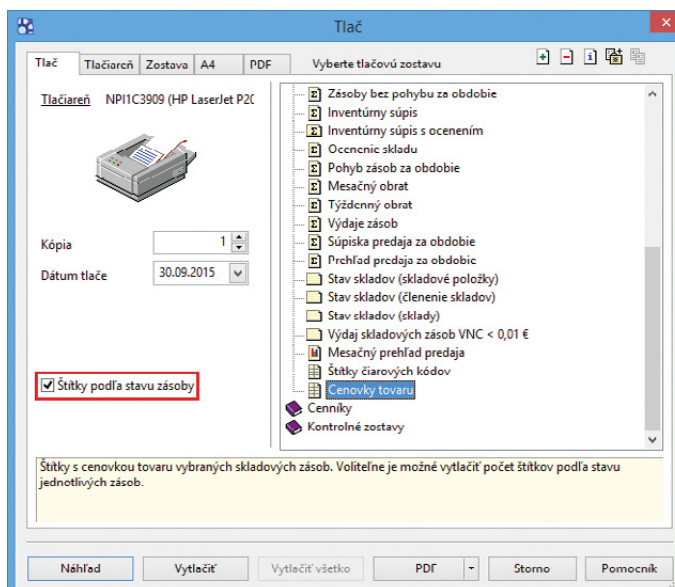 Tlač
Tlač
Tlačiareň
Zostava
A4
PDF
Vyberte tlačovú zostavu
Tlačiareň NPI1C3909 (HP LaserJet P20
Kópia 1
Dátum tlače 30.09.2015
Štítky podľa stavu zásoby
Zásoby bez pohybu za obdobie
Inventúrny súpis
Inventúrny súpis s ocenením
Ocenenie skladu
Pohyb zásob za obdobie
Mesačný obrat
Týždenný obrat
Výdaje zásob
Súpiska predaja za obdobie
Prehľad predaja za obdobie
Stav skladov (skladové položky)
Stav skladov (členenie skladov)
Stav skladov (sklady)
Výdaj skladových zásob VNC < 0,01 €
Mesačný prehľad predaja
Štítky čiarových kódov
Cenovky tovaru
Cenníky
Kontrolné zostavy
Štítky s cenovkou tovaru vybraných skladových zásob. Voliteľne je možné vytlačiť počet štítkov podľa stavu
jednotlivých zásob.
Náhľad
Vytlačiť
Vytlačiť všetko
PDF
Storno
Pomocník